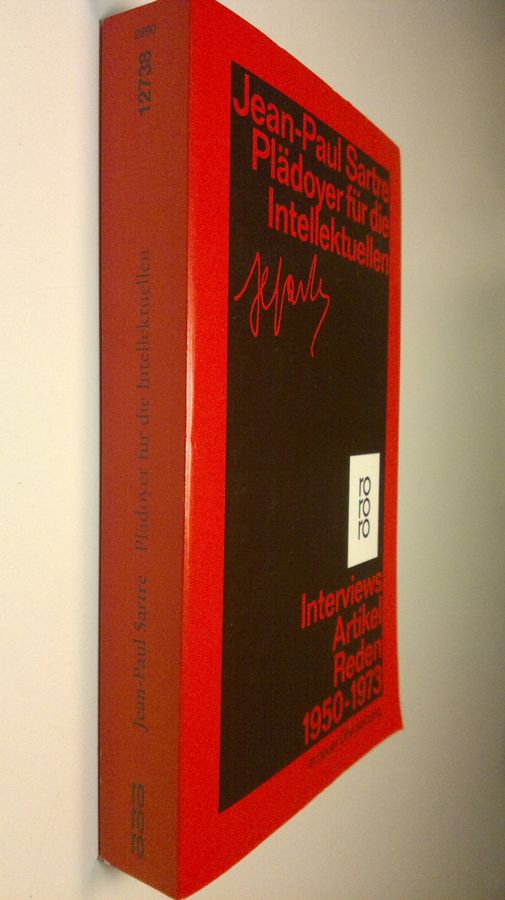 2290
12738
Jean-Paul Sartre Plädoyer für die Intellektuellen
Jean-Paul Sartre
Plädoyer für die
Intellektuellen
ro
ro
ro
Interviews
Artikel
Reden
1950-1973